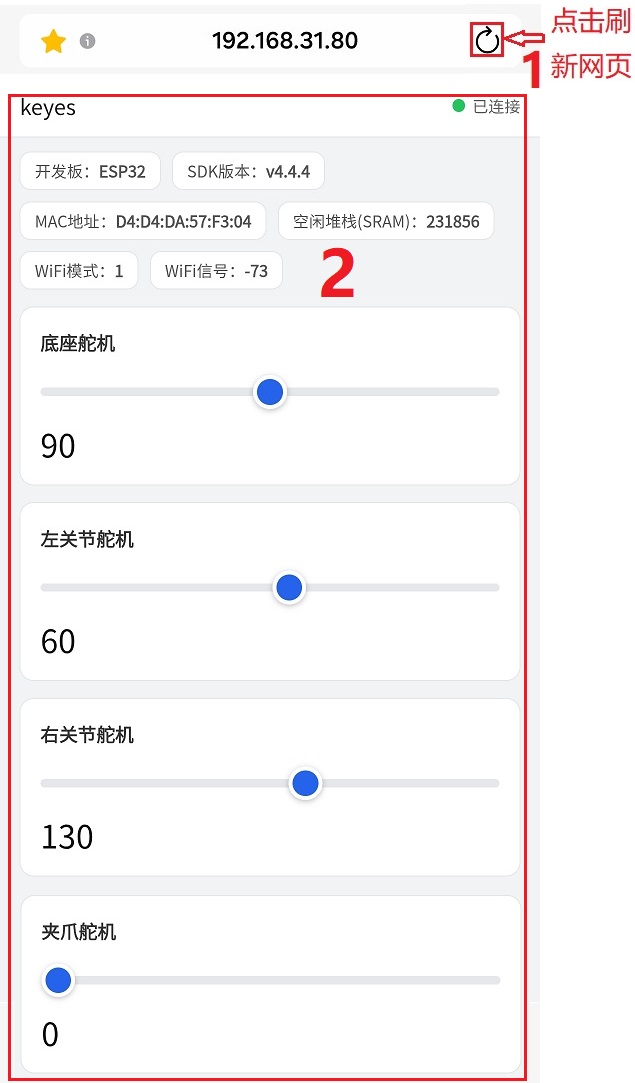 192.168.31.80
点击刷
1新网页
keyes
已连接
开发板：ESP32
SDK版本：v4.4.4
MAC地址：D4:D4:DA:57:F3:04
空闲堆栈(SRAM)：231856
WiFi模式：1
WiFi信号：-73
2
底座舵机
90
左关节舵机
60
右关节舵机
130
夹爪舵机
0